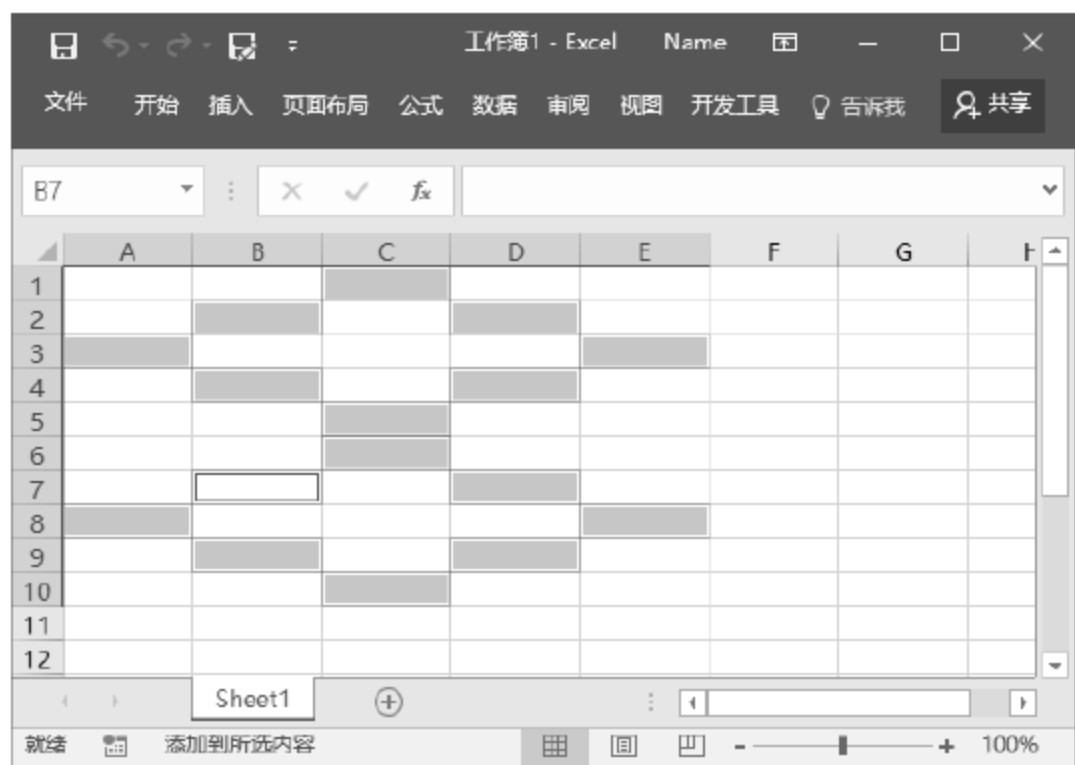 工作簿1 - Excel Name
文件 开始 插入 页面布局 公式 数据 审阅 视图 开发工具 告诉我 共享
B7 fx
A B C D E F G H
1
2
3
4
5
6
7
8
9
10
11
12
Sheet1
就绪 添加到所选内容 100%